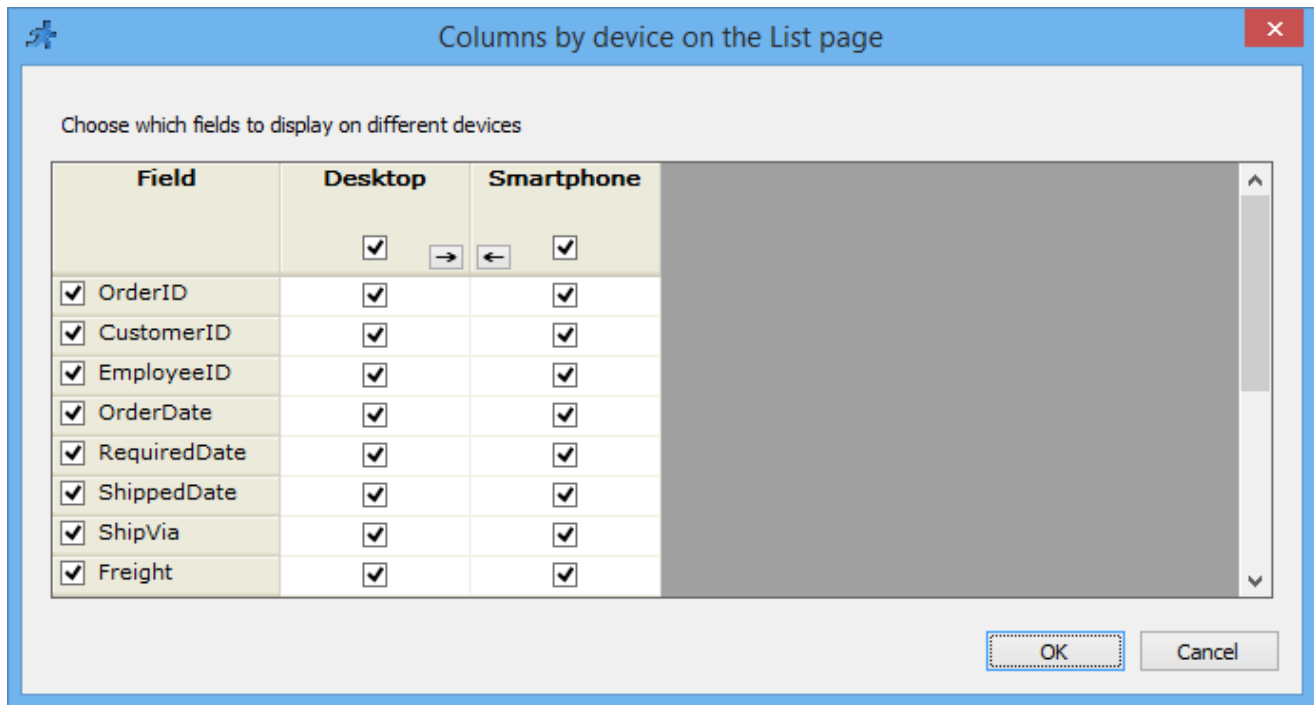 Columns by device on the List page
Choose which fields to display on different devices
Field Desktop Smartphone
OrderID
CustomerID
EmployeeID
OrderDate
RequiredDate
ShippedDate
ShipVia
Freight
OK Cancel